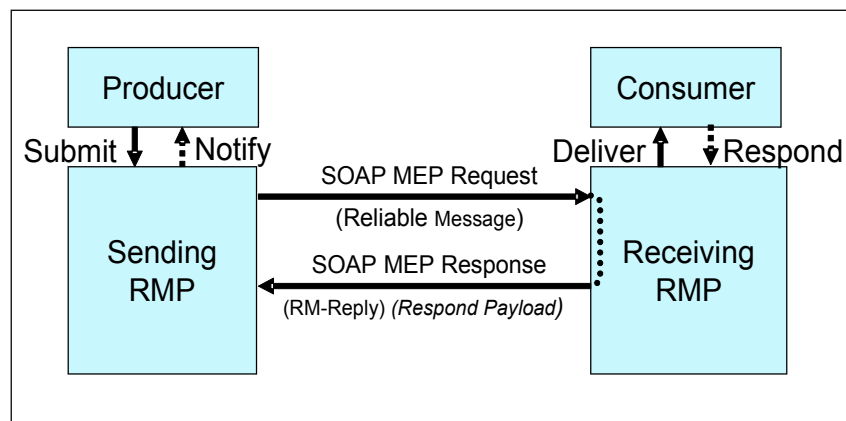 Producer
Consumer
Submit
Notify
Deliver
Respond
SOAP MEP Request
(Reliable Message)
Sending
RMP
SOAP MEP Response
(RM-Reply) (Respond Payload)
Receiving
RMP